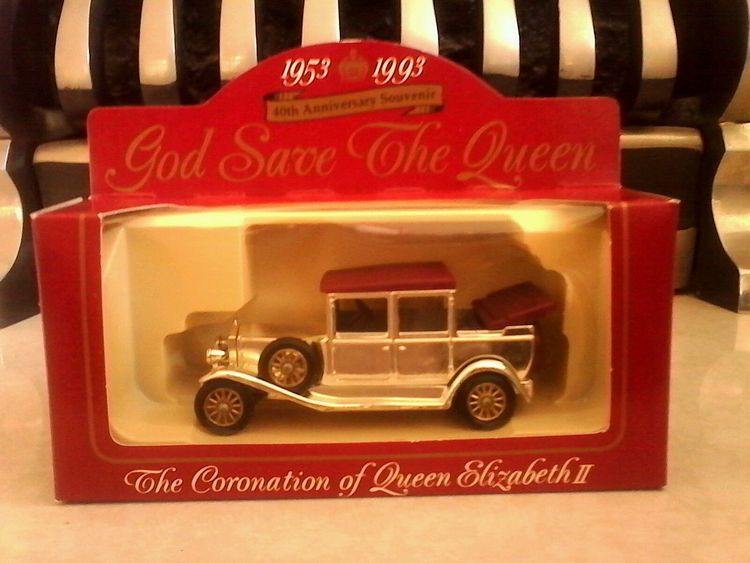 1953 1993
40th Anniversary Souvenir
God Save The Queen
The Coronation of Queen Elizabeth II